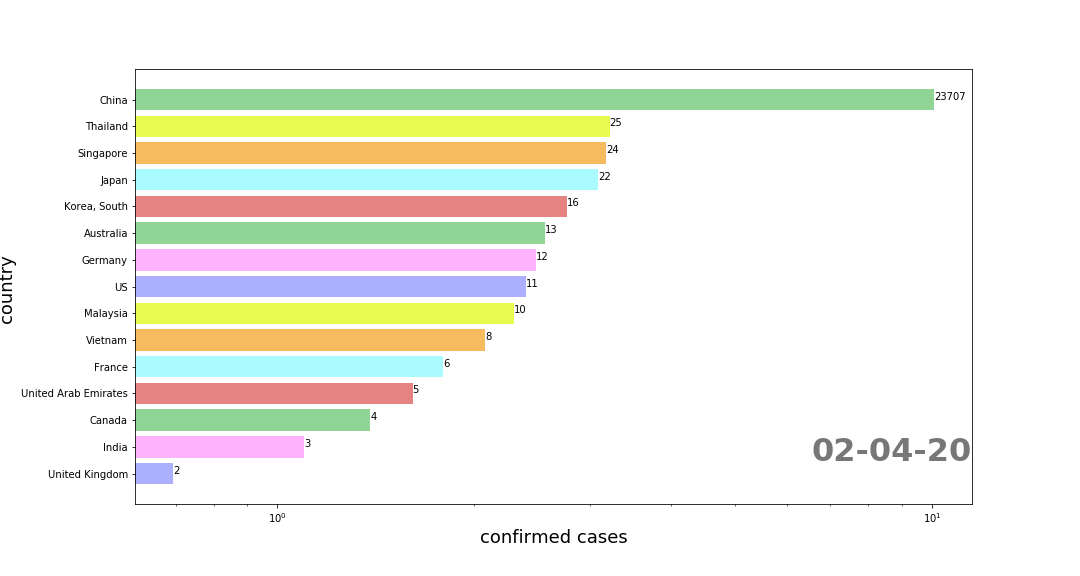 China 23707
Thailand 25
Singapore 24
Japan 22
Korea, South 16
Australia 13
Germany 12
US 11
Malaysia 10
Vietnam 8
France 6
United Arab Emirates 5
Canada 4
India 3
United Kingdom 2
country
02-04-20
10⁰ 10¹
confirmed cases